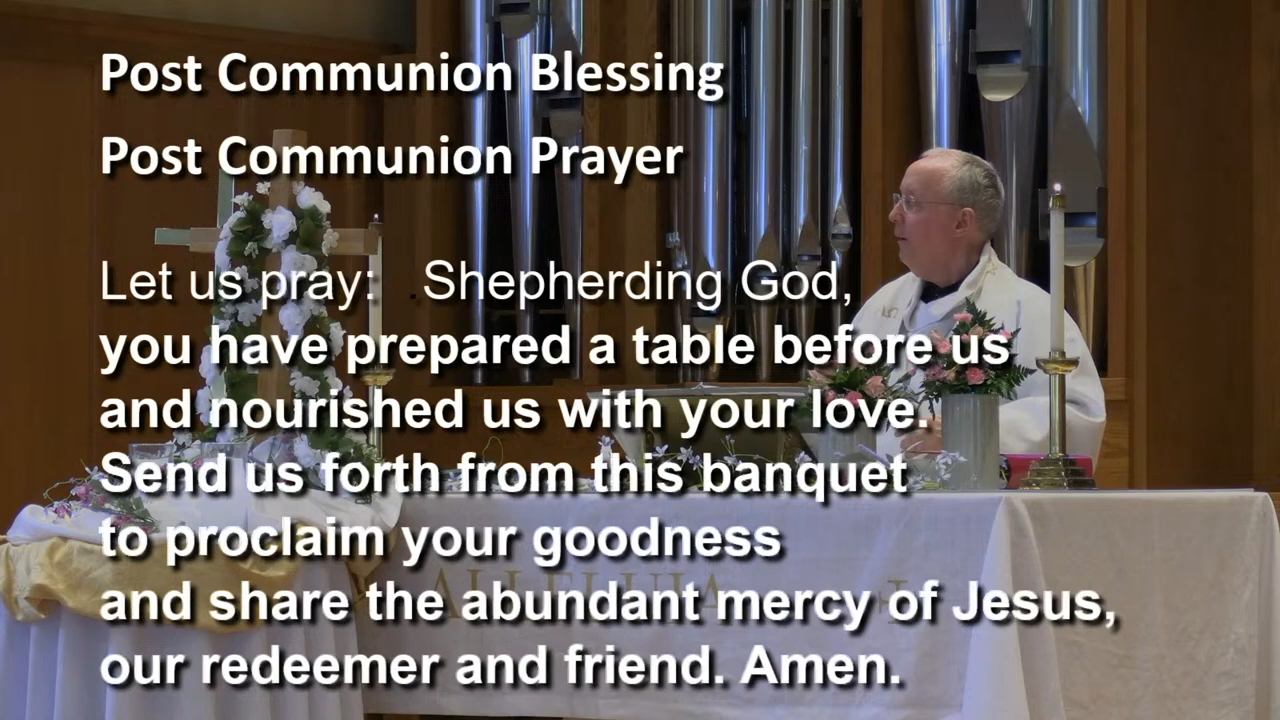 Post Communion Blessing
Post Communion Prayer
Let us pray: . Shepherding God,
you have prepared a table before us
and nourished us with your love.
Send us forth from this banquet
to proclaim your goodness
and share the abundant mercy of Jesus,
our redeemer and friend. Amen.
ALLELUIA